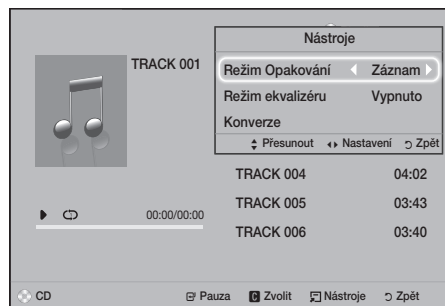 Nástroje
TRACK 001
Režim Opakování Záznam
Režim ekvalizéru Vypnuto
Konverze
Přesunout Nastavení Zpět
TRACK 004 04:02
TRACK 005 03:43
00:00/00:00
TRACK 006 03:40
CD Pauza C Zvolit Nástroje Zpět